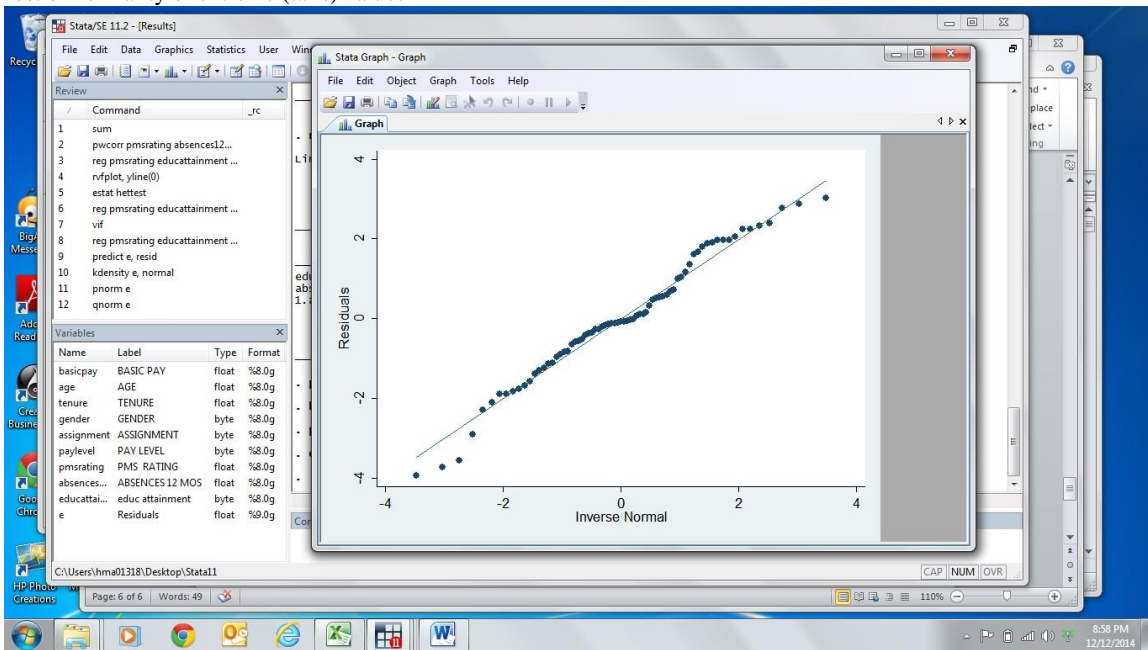 Stata/SE 11.2 - [Results]
File Edit Data Graphics Statistics User
Stata Graph - Graph
File Edit Object Graph Tools Help
Graph
Review
Command _rc
1 sum
2 pwcorr pmsrating absences12...
3 reg pmsrating educattainment ...
4 rvfplot, yline(0)
5 estat hettest
6 reg pmsrating educattainment ...
7 vif
8 reg pmsrating educattainment ...
9 predict e, resid
10 kdensity e, normal
11 pnorm e
12 qnorm e
Variables
Name Label Type Format
basicpay BASIC PAY float %8.0g
age AGE float %8.0g
tenure TENURE float %8.0g
gender GENDER byte %8.0g
assignment ASSIGNMENT byte %8.0g
paylevel PAY LEVEL byte %8.0g
pmsrating PMS RATING float %8.0g
absences... ABSENCES 12 MOS float %8.0g
educattai... educ attainment byte %8.0g
e Residuals float %9.0g
4
2
0
-2
-4
Residuals
-4 -2 0 2 4
Inverse Normal
C:\Users\hma01318\Desktop\Stata11
CAP NUM OVR
Page: 6 of 6 Words: 49
110%
HP Photo
Creations
8:58 PM
12/12/2014